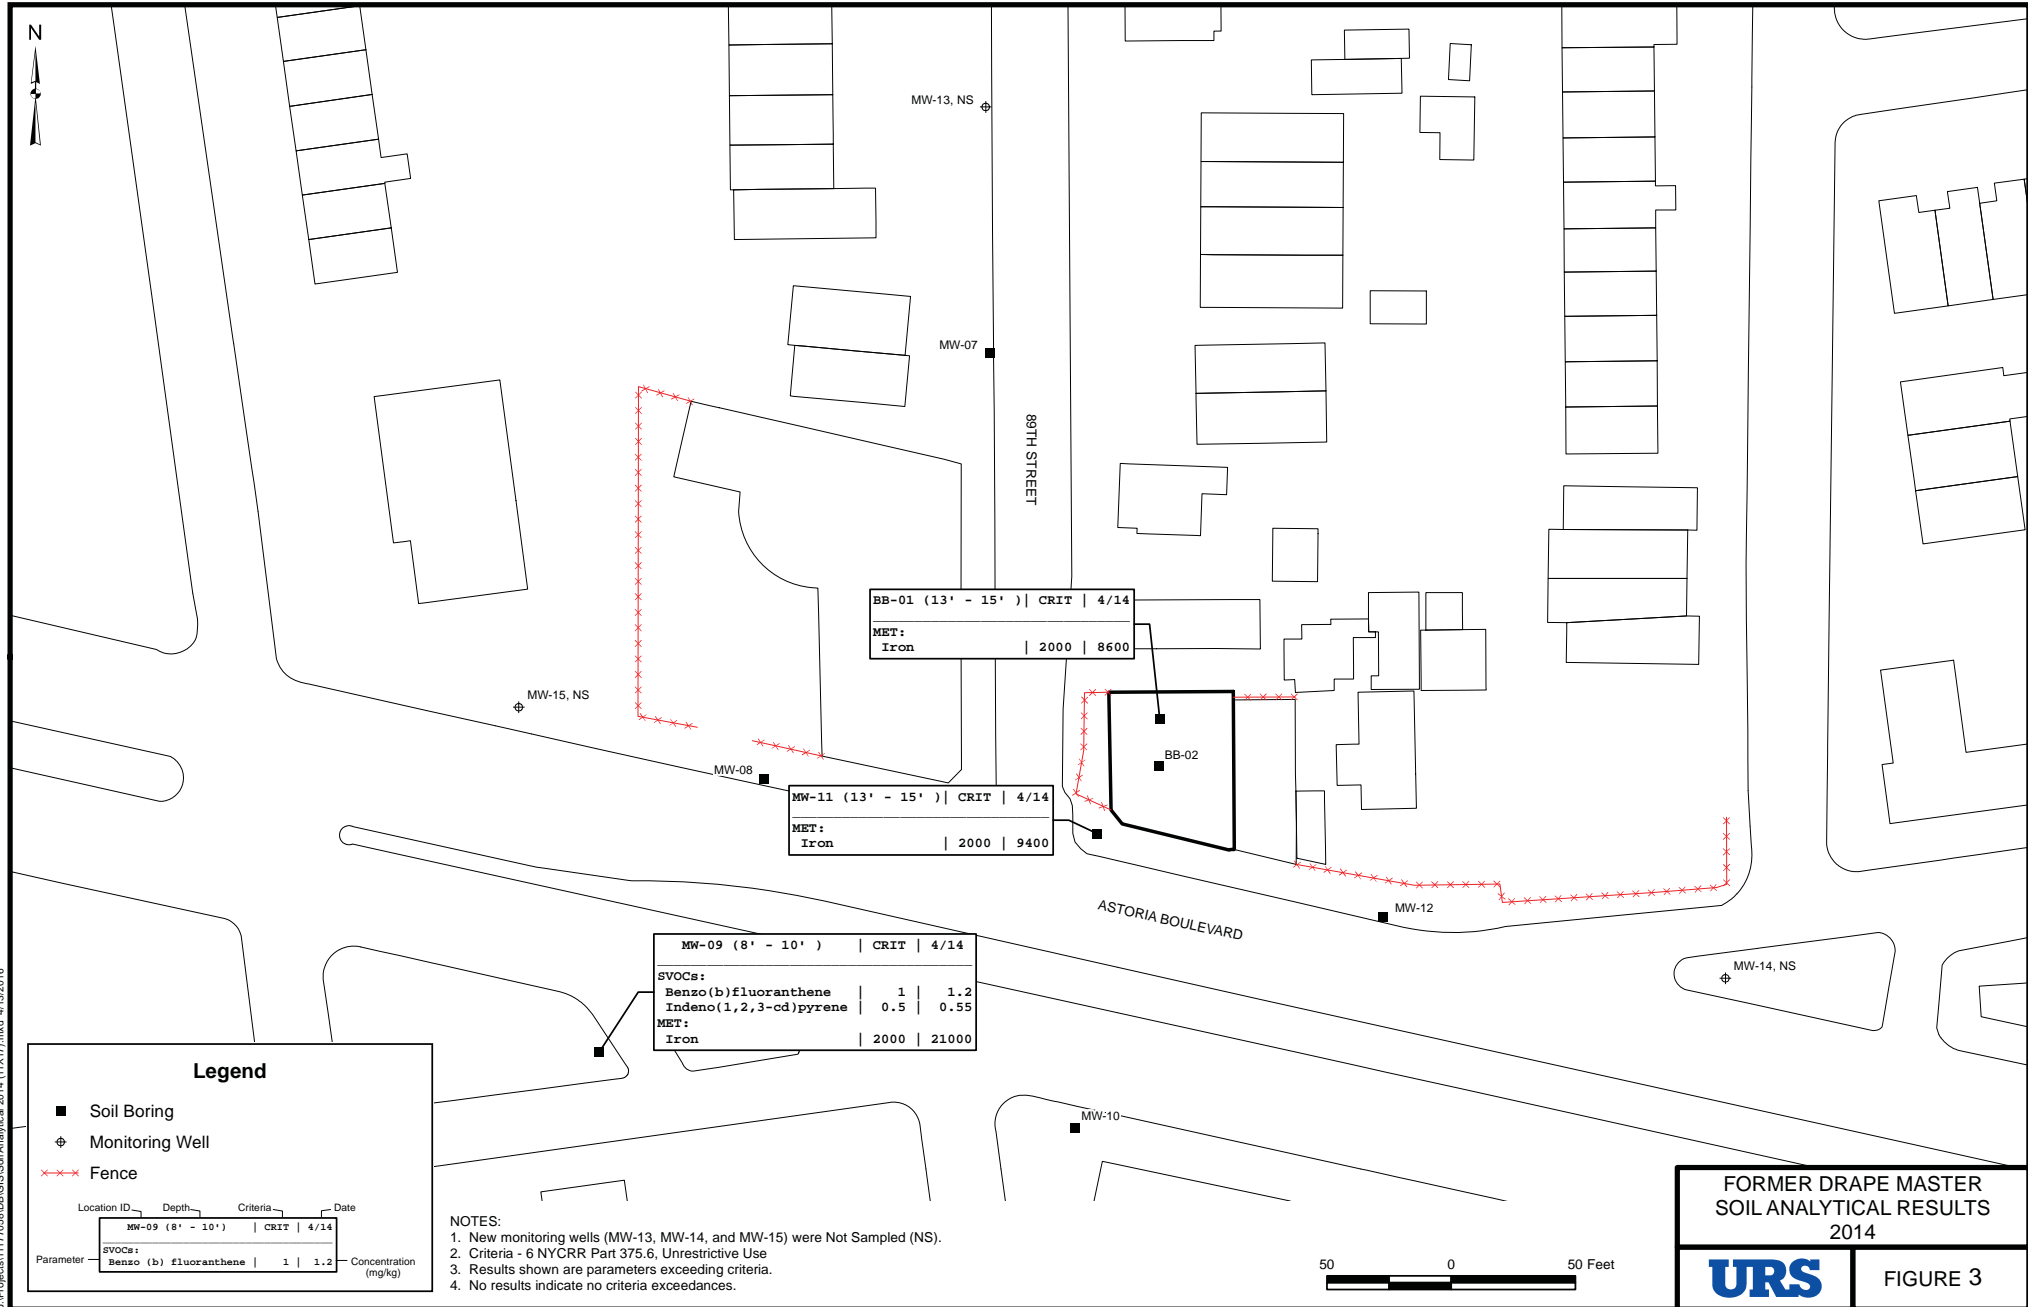 N
MW-13, NS
MW-07
89TH STREET
BB-01 (13' - 15' )| CRIT | 4/14
MET:
Iron | 2000 | 8600
MW-15, NS
BB-02
MW-08
MW-11 (13' - 15' )| CRIT | 4/14
MET:
Iron | 2000 | 9400
ASTORIA BOULEVARD
MW-12
MW-09 (8' - 10' ) | CRIT | 4/14
SVOCs:
Benzo(b)fluoranthene | 1 | 1.2
Indeno(1,2,3-cd)pyrene | 0.5 | 0.55
MET:
Iron | 2000 | 21000
MW-14, NS
MW-10
Legend
Soil Boring
Monitoring Well
Fence
Location ID Depth Criteria Date
MW-09 (8' - 10') | CRIT | 4/14
SVOCs:
Parameter Benzo (b) fluoranthene | 1 | 1.2 Concentration
(mg/kg)
NOTES:
1. New monitoring wells (MW-13, MW-14, and MW-15) were Not Sampled (NS).
2. Criteria - 6 NYCRR Part 375.6, Unrestrictive Use
3. Results shown are parameters exceeding criteria.
4. No results indicate no criteria exceedances.
50 0 50 Feet
FORMER DRAPE MASTER
SOIL ANALYTICAL RESULTS
2014
URS
FIGURE 3